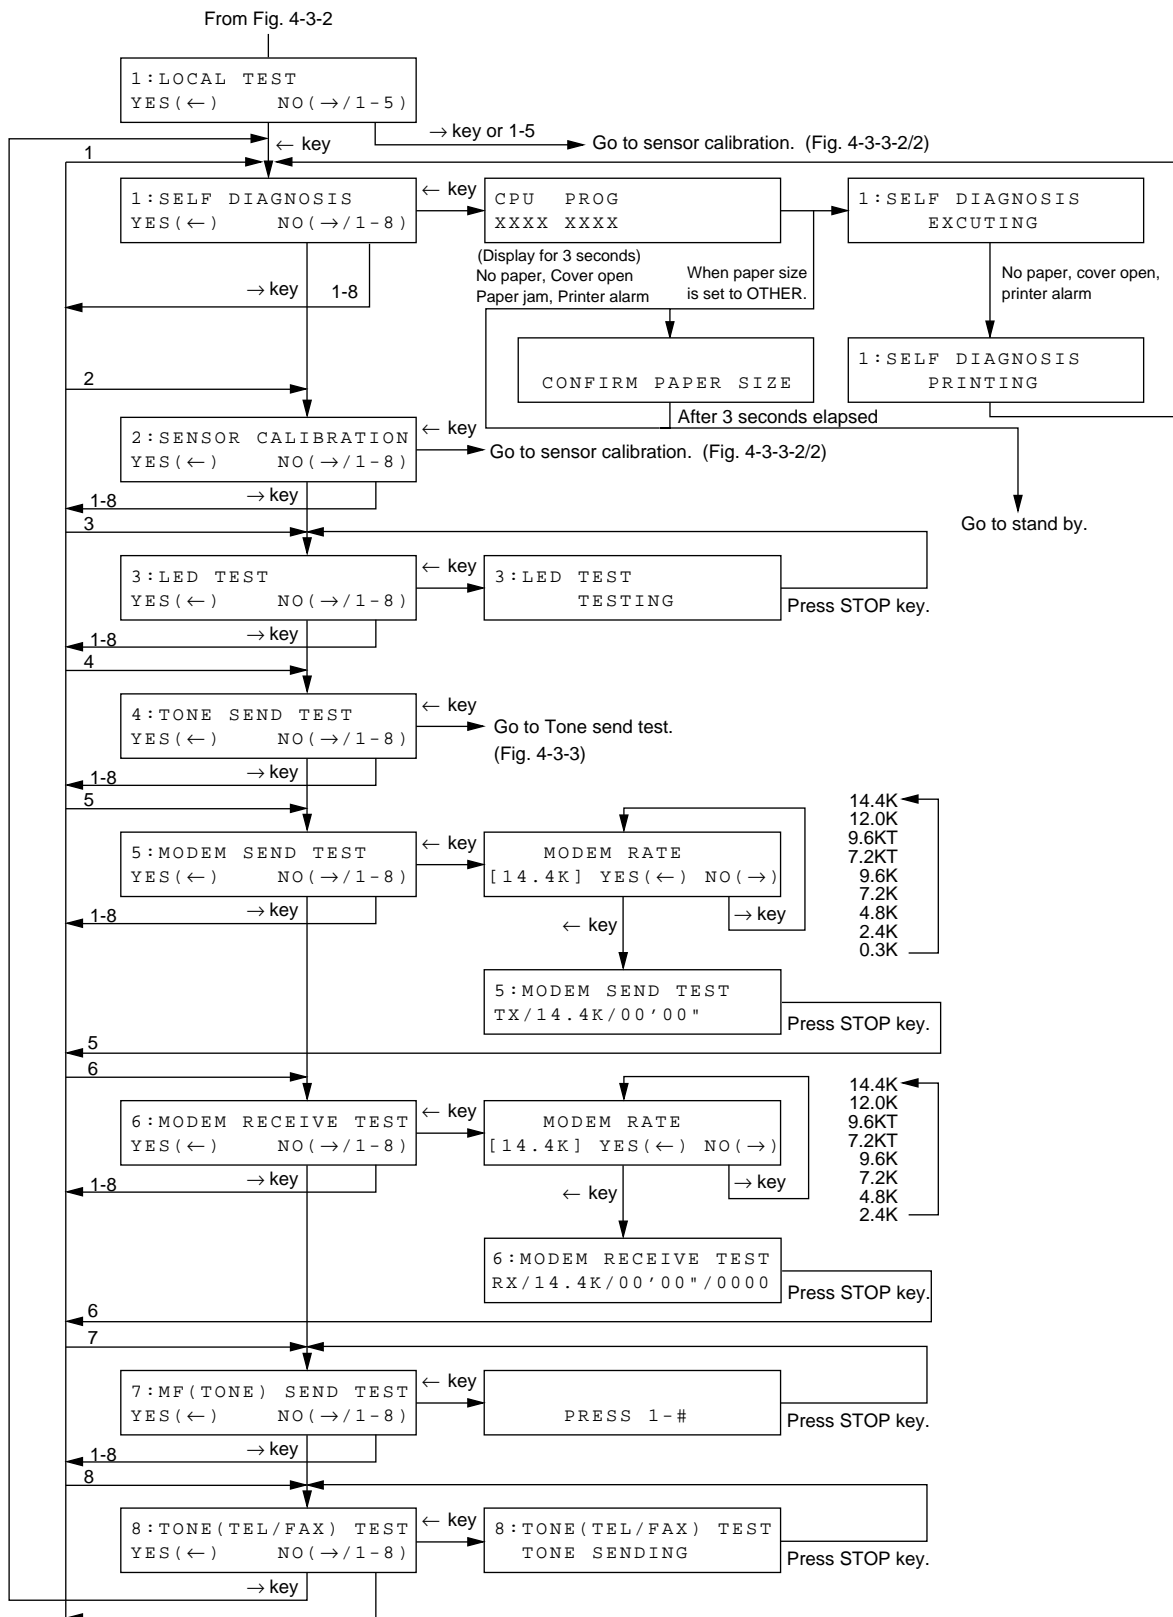 From Fig. 4-3-2
1:LOCAL TEST
YES(←) NO(→/1-5)
→ key or 1-5
Go to sensor calibration. (Fig. 4-3-3-2/2)
← key
1
1:SELF DIAGNOSIS
YES(←) NO(→/1-8)
← key
CPU PROG
XXXX XXXX
1:SELF DIAGNOSIS
EXCUTING
(Display for 3 seconds)
No paper, Cover open
Paper jam, Printer alarm
When paper size
is set to OTHER.
No paper, cover open,
printer alarm
→ key
1-8
CONFIRM PAPER SIZE
1:SELF DIAGNOSIS
PRINTING
2
After 3 seconds elapsed
2:SENSOR CALIBRATION
YES(←) NO(→/1-8)
← key
Go to sensor calibration. (Fig. 4-3-3-2/2)
→ key
1-8
3
Go to stand by.
3:LED TEST
YES(←) NO(→/1-8)
← key
3:LED TEST
TESTING
Press STOP key.
→ key
1-8
4
4:TONE SEND TEST
YES(←) NO(→/1-8)
← key
Go to Tone send test.
(Fig. 4-3-3)
→ key
1-8
5
5:MODEM SEND TEST
YES(←) NO(→/1-8)
← key
MODEM RATE
[14.4K] YES(←) NO(→)
→ key
← key
14.4K
12.0K
9.6KT
7.2KT
9.6K
7.2K
4.8K
2.4K
0.3K
→ key
1-8
5:MODEM SEND TEST
TX/14.4K/00'00"
Press STOP key.
5
6
6:MODEM RECEIVE TEST
YES(←) NO(→/1-8)
← key
MODEM RATE
[14.4K] YES(←) NO(→)
→ key
← key
14.4K
12.0K
9.6KT
7.2KT
9.6K
7.2K
4.8K
2.4K
→ key
1-8
6:MODEM RECEIVE TEST
RX/14.4K/00'00"/0000
Press STOP key.
6
7
7:MF(TONE) SEND TEST
YES(←) NO(→/1-8)
← key
PRESS 1-#
Press STOP key.
→ key
1-8
8
8:TONE(TEL/FAX) TEST
YES(←) NO(→/1-8)
← key
8:TONE(TEL/FAX) TEST
TONE SENDING
Press STOP key.
→ key